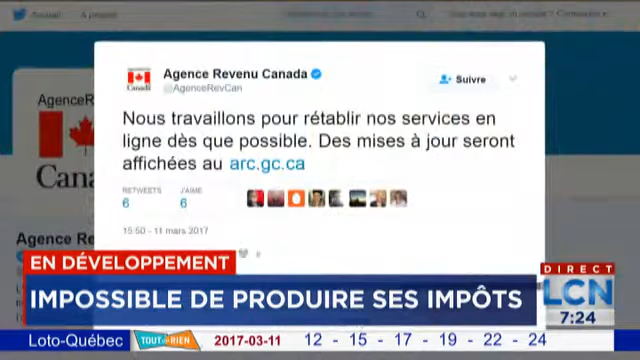 Agence Revenu Canada
@AgenceRevCan
Suivre
Canada
Nous travaillons pour rétablir nos services en
ligne dès que possible. Des mises à jour seront
affichées au arc.gc.ca
RETWEETS J'AIME
6 6
15:50 - 11 mars 2017
AgenceR
Cana
Agence Re
EN DÉVELOPPEMENT
IMPOSSIBLE DE PRODUIRE SES IMPÔTS
DIRECT
LCN
7:24
Loto-Québec TOUT ou RIEN 2017-03-11 12 - 15 - 17 - 19 - 22 - 24